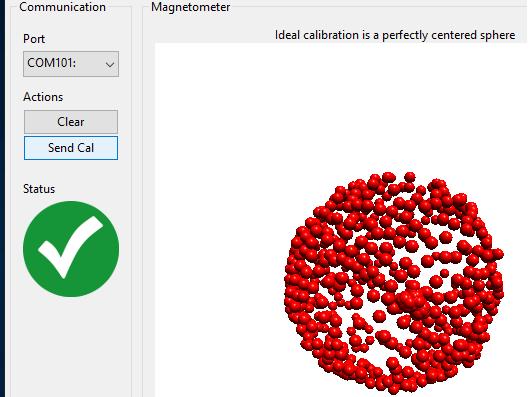 Communication
Magnetometer
Port
Ideal calibration is a perfectly centered sphere
COM101:
Actions
Clear
Send Cal
Status